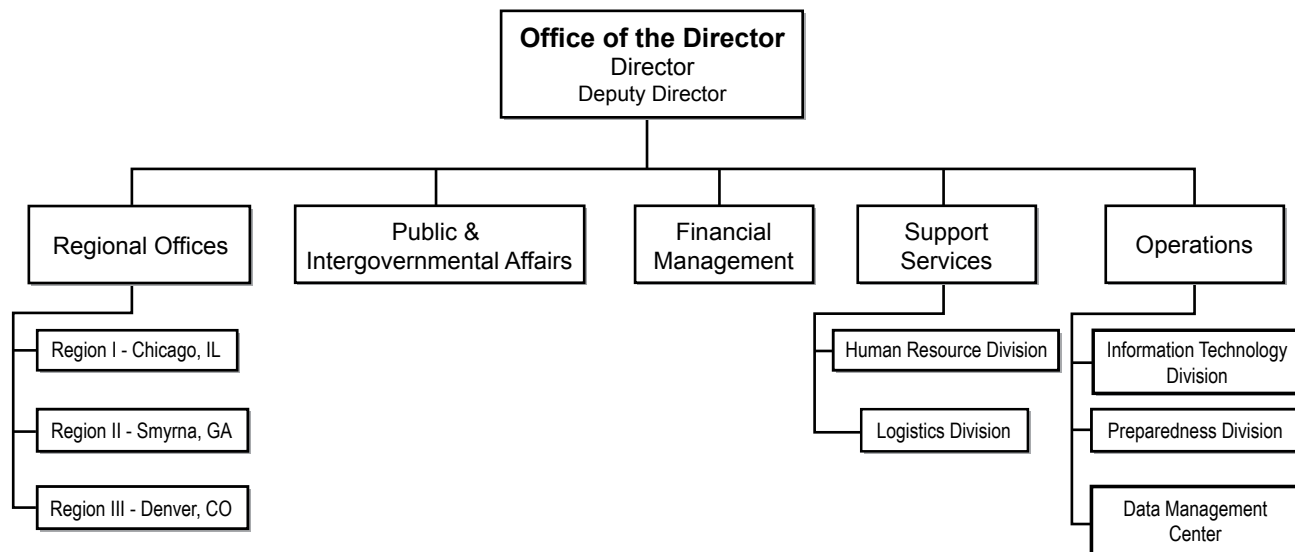 Office of the Director
Director
Deputy Director
Regional Offices
Public &
Intergovernmental Affairs
Financial
Management
Support
Services
Operations
Region I - Chicago, IL
Region II - Smyrna, GA
Region III - Denver, CO
Human Resource Division
Logistics Division
Information Technology
Division
Preparedness Division
Data Management
Center